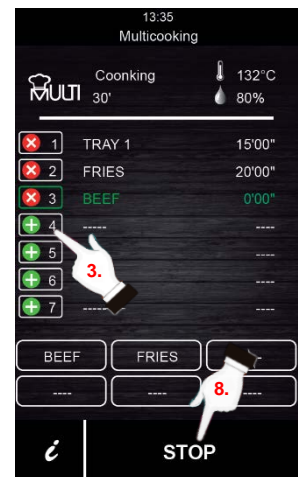 13:35
Multicooking
MULTI Coonking 132°C
30' 80%
1 TRAY 1 15'00"
2 FRIES 20'00"
3 BEEF 0'00"
4 ----- ----
5 ----- ----
6 ----- ----
7 ----- ----
3.
BEEF FRIES
---- ---- ----
8.
i STOP